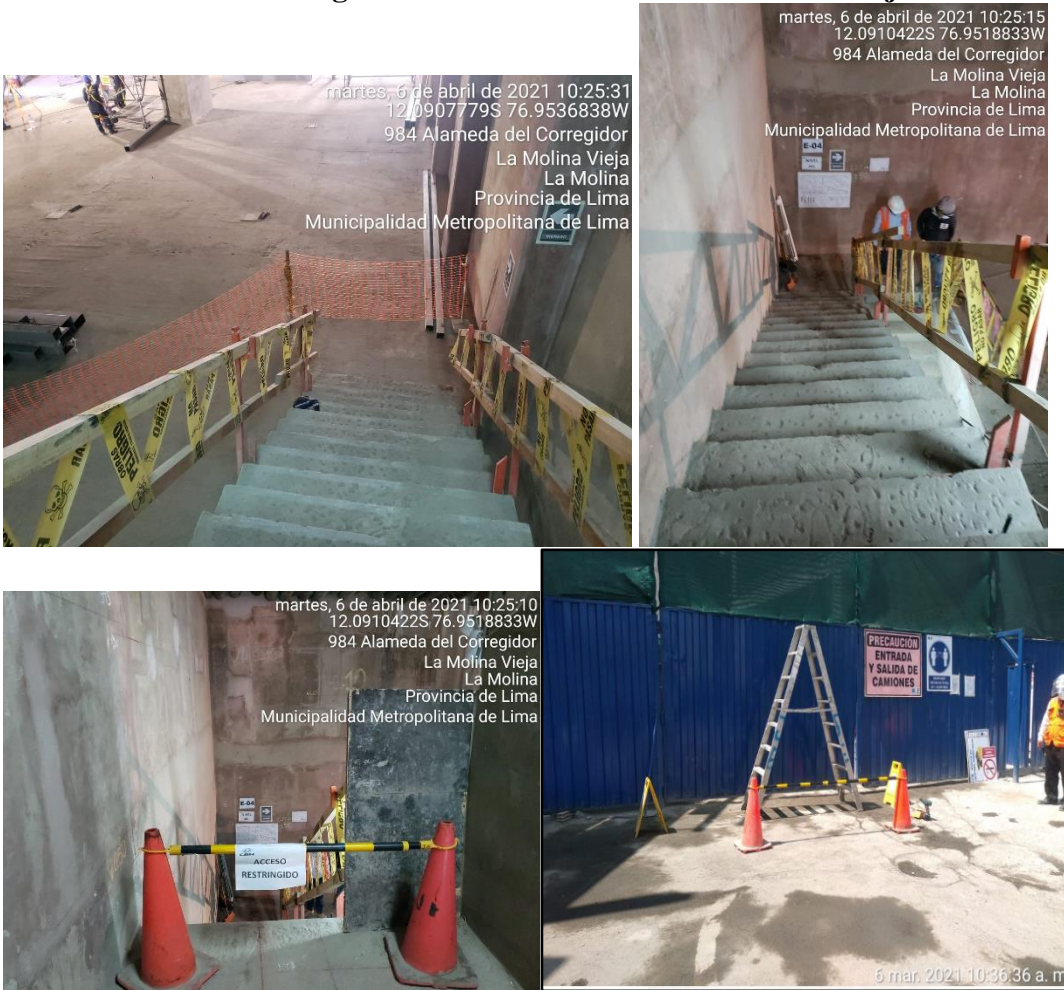 martes, 6 de abril de 2021 10:25:31
12.0907779S 76.9536838W
984 Alameda del Corregidor
La Molina Vieja
La Molina
Provincia de Lima
Municipalidad Metropolitana de Lima
OBRAS
PELIGRO
martes, 6 de abril de 2021 10:25:15
12.0910422S 76.9518833W
984 Alameda del Corregidor
La Molina Vieja
La Molina
Provincia de Lima
Municipalidad Metropolitana de Lima
E-04
martes, 6 de abril de 2021 10:25:10
12.0910422S 76.9518833W
984 Alameda del Corregidor
La Molina Vieja
La Molina
Provincia de Lima
Municipalidad Metropolitana de Lima
E-04
ACCESO
RESTRINGIDO
PRECAUCIÓN
ENTRADA
Y SALIDA DE
CAMIONES
6 mar. 2021 10:36:36 a. m